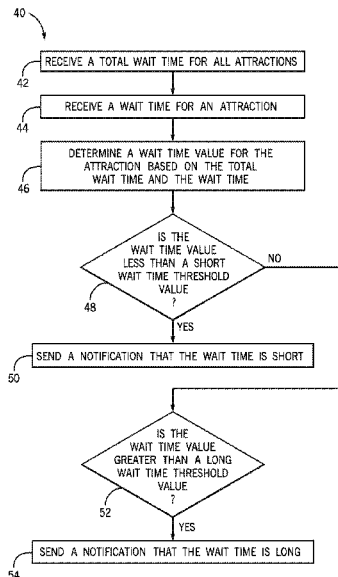 40
RECEIVE A TOTAL WAIT TIME FOR ALL ATTRACTIONS
42
RECEIVE A WAIT TIME FOR AN ATTRACTION
44
DETERMINE A WAIT TIME VALUE FOR THE
ATTRACTION BASED ON THE TOTAL
WAIT TIME AND THE WAIT TIME
46
IS THE
WAIT TIME VALUE
LESS THAN A SHORT
WAIT TIME THRESHOLD
VALUE
?
NO
48
YES
SEND A NOTIFICATION THAT THE WAIT TIME IS SHORT
50
IS THE
WAIT TIME VALUE
GREATER THAN A LONG
WAIT TIME THRESHOLD
VALUE
?
52
YES
SEND A NOTIFICATION THAT THE WAIT TIME IS LONG
54